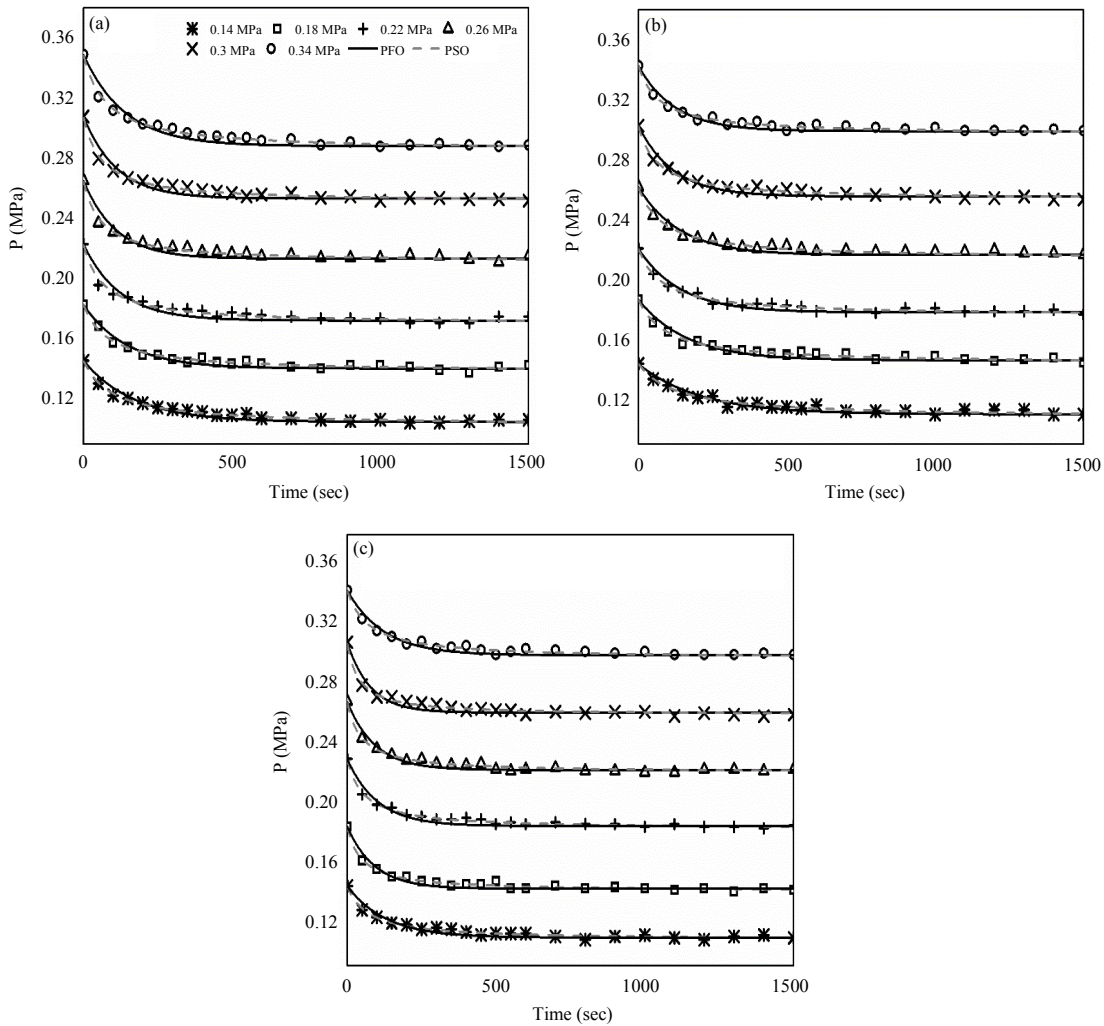 (a)
0.14 MPa 0.18 MPa 0.22 MPa 0.26 MPa
0.3 MPa 0.34 MPa PFO PSO
0.36
0.32
0.28
0.24
0.20
0.16
0.12
P (MPa)
0 500 1000 1500
Time (sec)
(b)
0.36
0.32
0.28
0.24
0.20
0.16
0.12
P (MPa)
0 500 1000 1500
Time (sec)
(c)
0.36
0.32
0.28
0.24
0.20
0.16
0.12
P (MPa)
0 500 1000 1500
Time (sec)